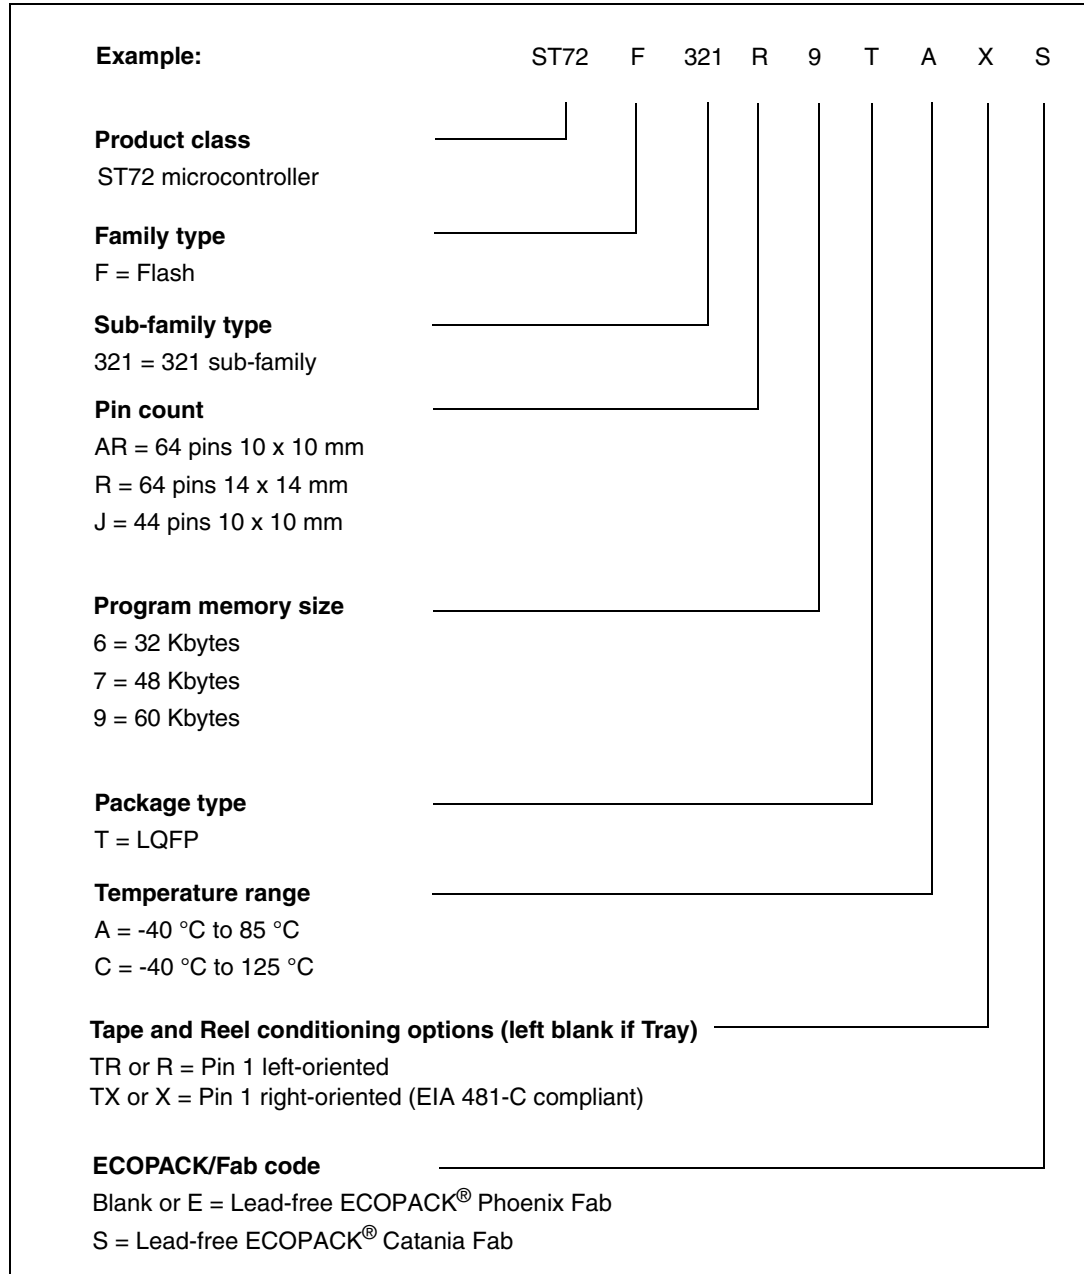 Example: ST72 F 321 R 9 T A X S
Product class
ST72 microcontroller
Family type
F = Flash
Sub-family type
321 = 321 sub-family
Pin count
AR = 64 pins 10 x 10 mm
R = 64 pins 14 x 14 mm
J = 44 pins 10 x 10 mm
Program memory size
6 = 32 Kbytes
7 = 48 Kbytes
9 = 60 Kbytes
Package type
T = LQFP
Temperature range
A = -40 °C to 85 °C
C = -40 °C to 125 °C
Tape and Reel conditioning options (left blank if Tray)
TR or R = Pin 1 left-oriented
TX or X = Pin 1 right-oriented (EIA 481-C compliant)
ECOPACK/Fab code
Blank or E = Lead-free ECOPACK® Phoenix Fab
S = Lead-free ECOPACK® Catania Fab